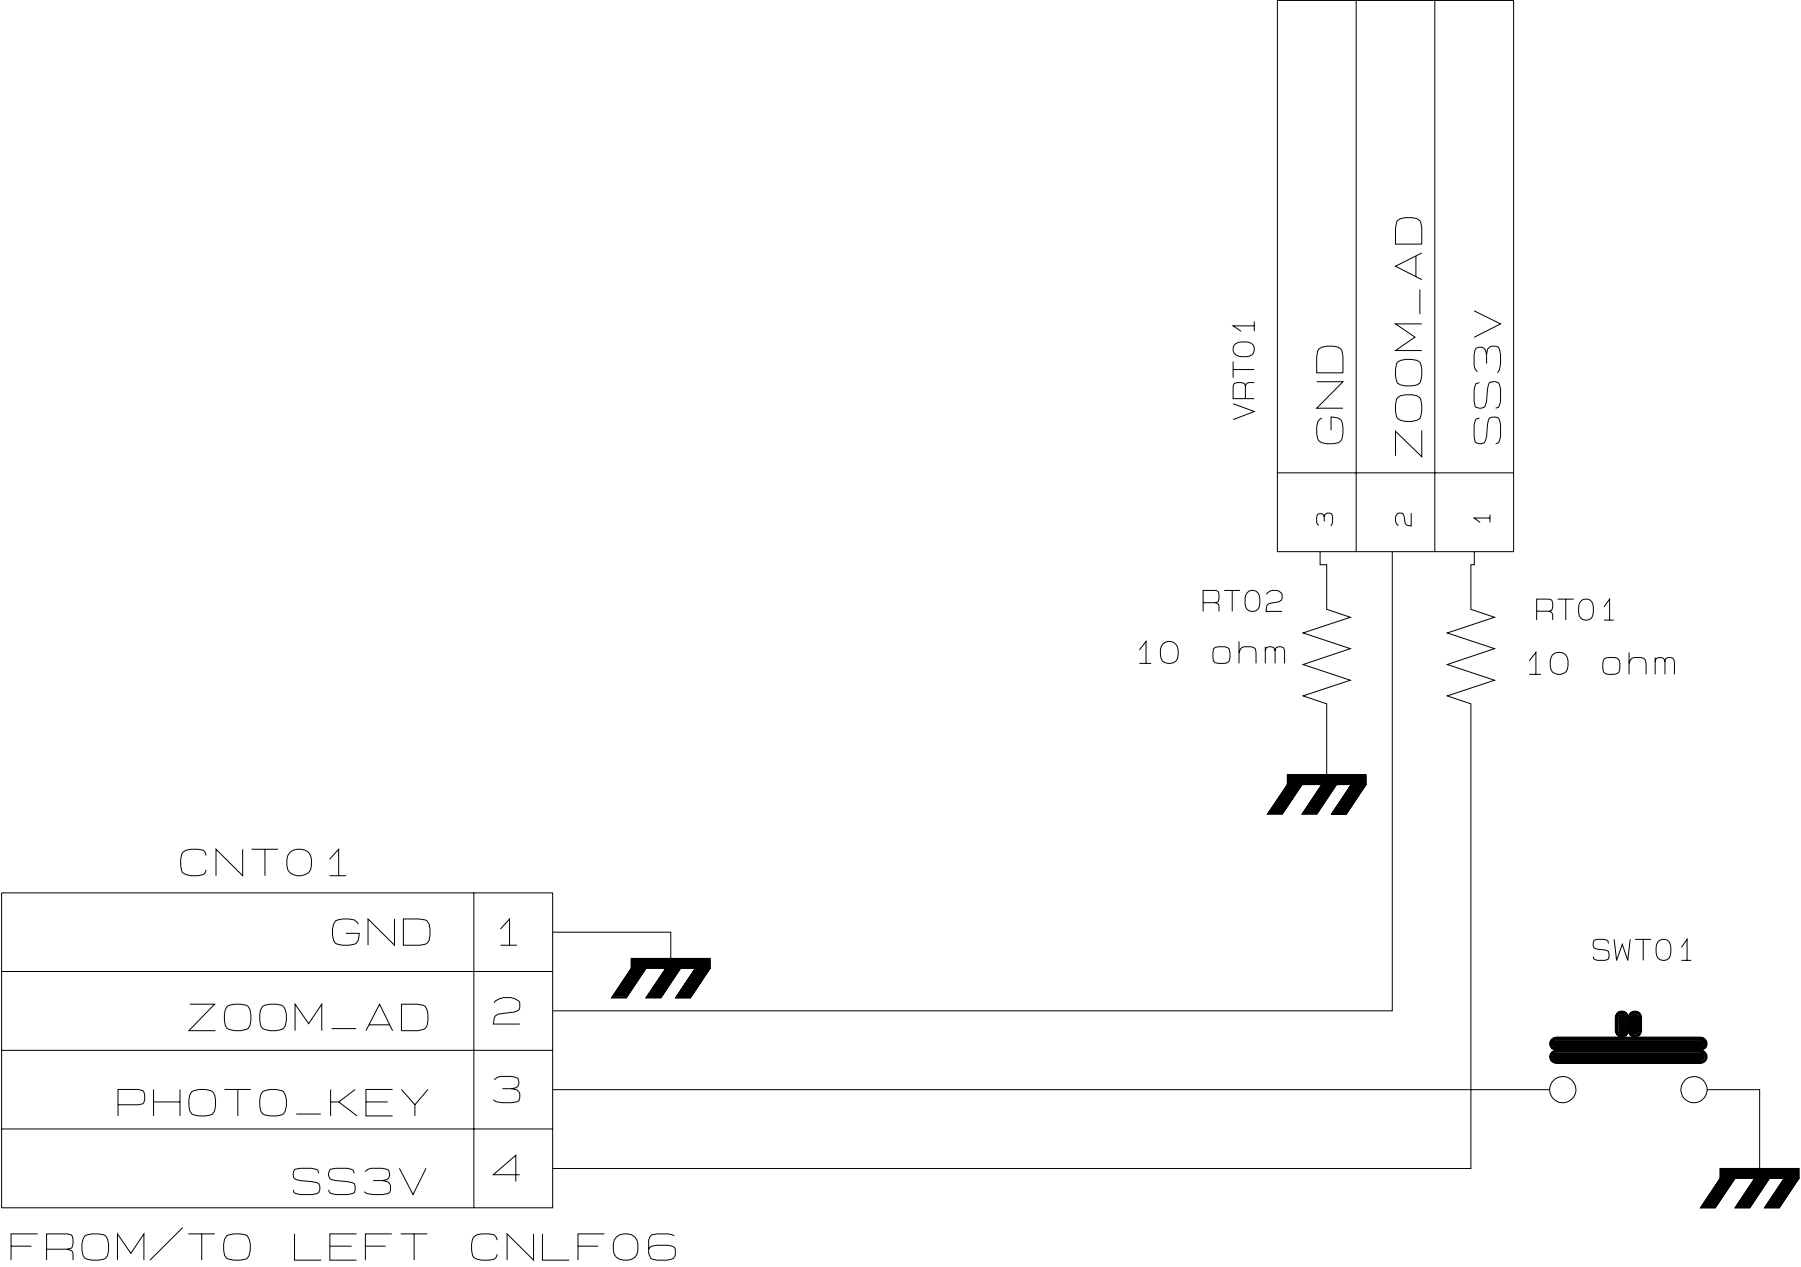 VRT01
GND
ZOOM_AD
SS3V
3
2
1
RT02
10 ohm
RT01
10 ohm
CNT01
GND 1
ZOOM_AD 2
PHOTO_KEY 3
SS3V 4
SWT01
FROM/TO LEFT CNLF06